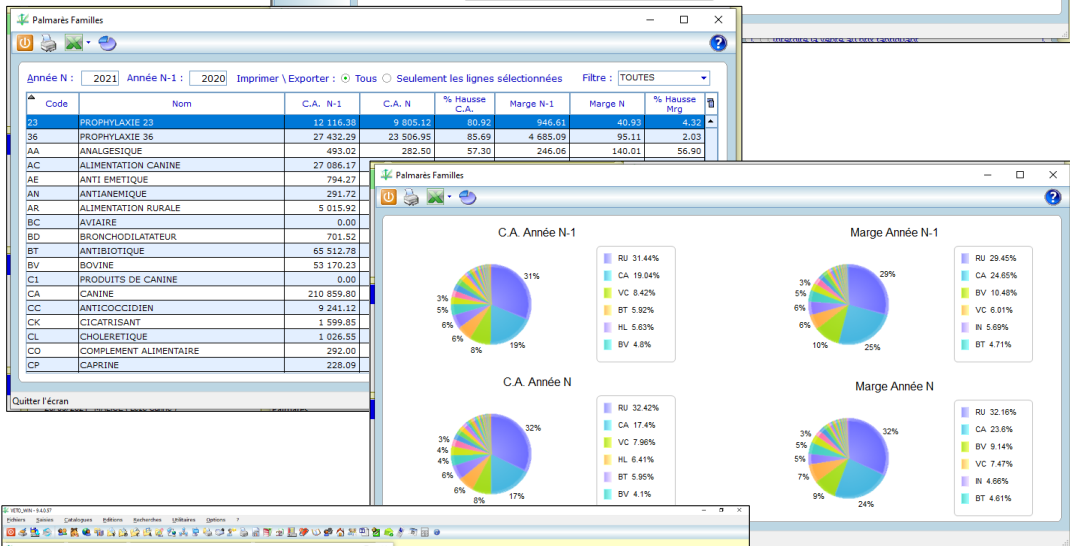 Palmarès Familles
Année N : 2021 Année N-1 : 2020 Imprimer \ Exporter : Tous Seulement les lignes sélectionnées Filtre : TOUTES
Code Nom C.A. N-1 C.A. N % Hausse C.A. Marge N-1 Marge N % Hausse Mrg
23 PROPHYLAXIE 23 12 116.38 9 805.12 80.92 946.61 40.93 4.32
36 PROPHYLAXIE 36 27 432.29 23 506.95 85.69 4 685.09 95.11 2.03
AA ANALGESIQUE 493.02 282.50 57.30 246.06 140.01 56.90
AC ALIMENTATION CANINE 27 086.17
AE ANTI EMETIQUE 794.27
AN ANTIANEMIQUE 291.72
AR ALIMENTATION RURALE 5 015.92
BC AVIAIRE 0.00
BD BRONCHODILATATEUR 701.52
BT ANTIBIOTIQUE 65 512.78
BV BOVINE 53 170.23
C1 PRODUITS DE CANINE 0.00
CA CANINE 210 859.80
CC ANTICOCCIDIEN 9 241.12
CK CICATRISANT 1 599.85
CL CHOLERETIQUE 1 026.55
CO COMPLEMENT ALIMENTAIRE 292.00
CP CAPRINE 228.09
Quitter l'écran
Palmarès Familles
C.A. Année N-1
31%
19%
8%
6%
6%
5%
3%
RU 31.44%
CA 19.04%
VC 8.42%
BT 5.92%
HL 5.63%
BV 4.8%
Marge Année N-1
29%
25%
10%
6%
6%
5%
3%
RU 29.45%
CA 24.65%
BV 10.48%
VC 6.01%
IN 5.69%
BT 4.71%
C.A. Année N
32%
17%
8%
6%
6%
4%
4%
3%
RU 32.42%
CA 17.4%
VC 7.96%
HL 6.41%
BT 5.95%
BV 4.1%
Marge Année N
32%
24%
9%
7%
5%
5%
3%
RU 32.16%
CA 23.6%
BV 9.14%
VC 7.47%
IN 4.66%
BT 4.61%
VETO_WIN - 9.4.0.57
Fichiers Saisies Catalogues Editions Recherches Utilitaires Options ?